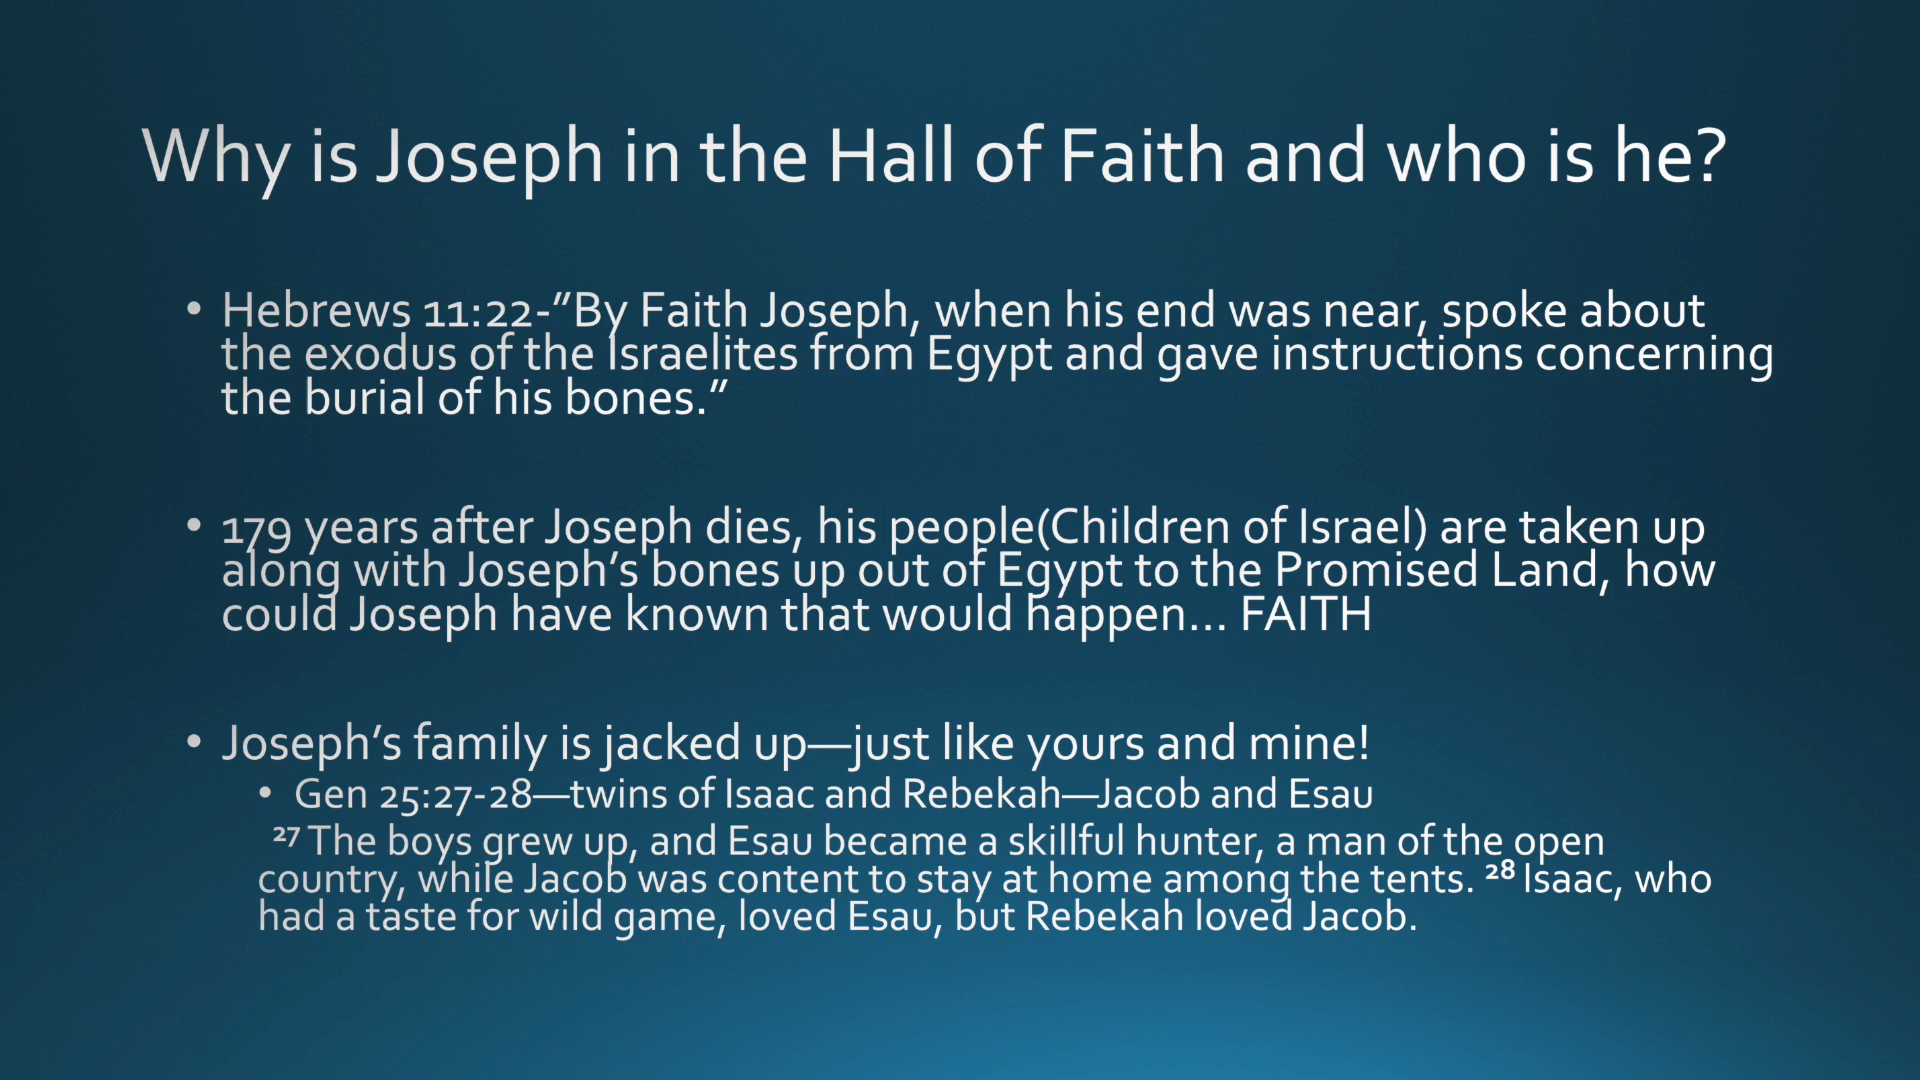 Why is Joseph in the Hall of Faith and who is he?
• Hebrews 11:22-"By Faith Joseph, when his end was near, spoke about
the exodus of the Israelites from Egypt and gave instructions concerning
the burial of his bones."
• 179 years after Joseph dies, his people(Children of Israel) are taken up
along with Joseph's bones up out of Egypt to the Promised Land, how
could Joseph have known that would happen... FAITH
• Joseph's family is jacked up—just like yours and mine!
• Gen 25:27-28—twins of Isaac and Rebekah—Jacob and Esau
27 The boys grew up, and Esau became a skillful hunter, a man of the open
country, while Jacob was content to stay at home among the tents. 28 Isaac, who
had a taste for wild game, loved Esau, but Rebekah loved Jacob.